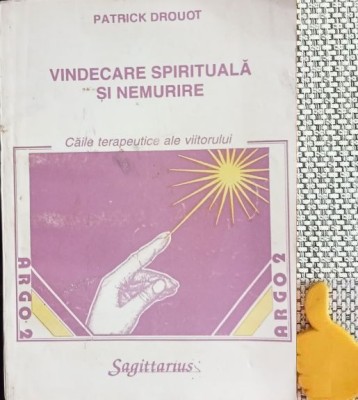 PATRICK DROUOT
VINDECARE SPIRITUALĂ
ȘI NEMURIRE
Căile terapeutice ale viitorului
ARGO 2
ARGO 2
Sagittarius